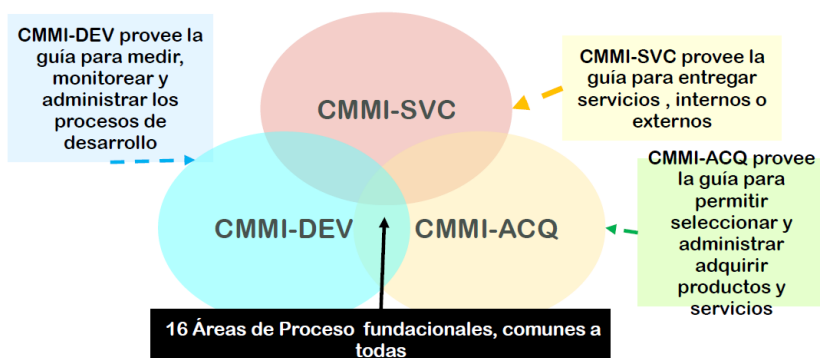 CMMI-DEV provee la
guía para medir,
monitorear y
administrar los
procesos de
desarrollo
CMMI-SVC
CMMI-SVC provee la
guía para entregar
servicios , internos o
externos
CMMI-DEV
CMMI-ACQ
CMMI-ACQ provee
la guía para
permitir
seleccionar y
administrar
adquirir
productos y
servicios
16 Áreas de Proceso fundacionales, comunes a
todas